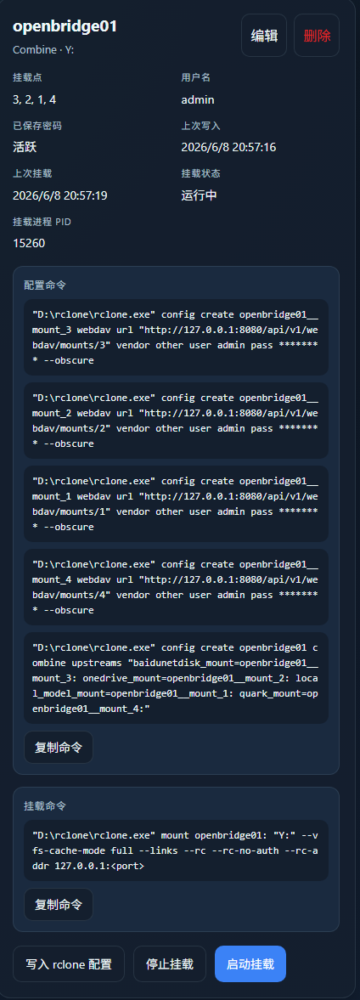 openbridge01
编辑
删除
Combine · Y:
挂载点
用户名
3, 2, 1, 4
admin
已保存密码
上次写入
活跃
2026/6/8 20:57:16
上次挂载
挂载状态
2026/6/8 20:57:19
运行中
挂载进程 PID
15260
配置命令
"D:\rclone\rclone.exe" config create openbridge01__
mount_3 webdav url "http://127.0.0.1:8080/api/v1/we
bdav/mounts/3" vendor other user admin pass *******
* --obscure
"D:\rclone\rclone.exe" config create openbridge01__
mount_2 webdav url "http://127.0.0.1:8080/api/v1/we
bdav/mounts/2" vendor other user admin pass *******
* --obscure
"D:\rclone\rclone.exe" config create openbridge01__
mount_1 webdav url "http://127.0.0.1:8080/api/v1/we
bdav/mounts/1" vendor other user admin pass *******
* --obscure
"D:\rclone\rclone.exe" config create openbridge01__
mount_4 webdav url "http://127.0.0.1:8080/api/v1/we
bdav/mounts/4" vendor other user admin pass *******
* --obscure
"D:\rclone\rclone.exe" config create openbridge01 c
ombine upstreams "baidunetdisk_mount=openbridge01__
mount_3: onedrive_mount=openbridge01__mount_2: loca
l_model_mount=openbridge01__mount_1: quark_mount=op
enbridge01__mount_4:"
复制命令
挂载命令
"D:\rclone\rclone.exe" mount openbridge01: "Y:" --v
fs-cache-mode full --links --rc --rc-no-auth --rc-a
ddr 127.0.0.1:<port>
复制命令
写入 rclone 配置
停止挂载
启动挂载